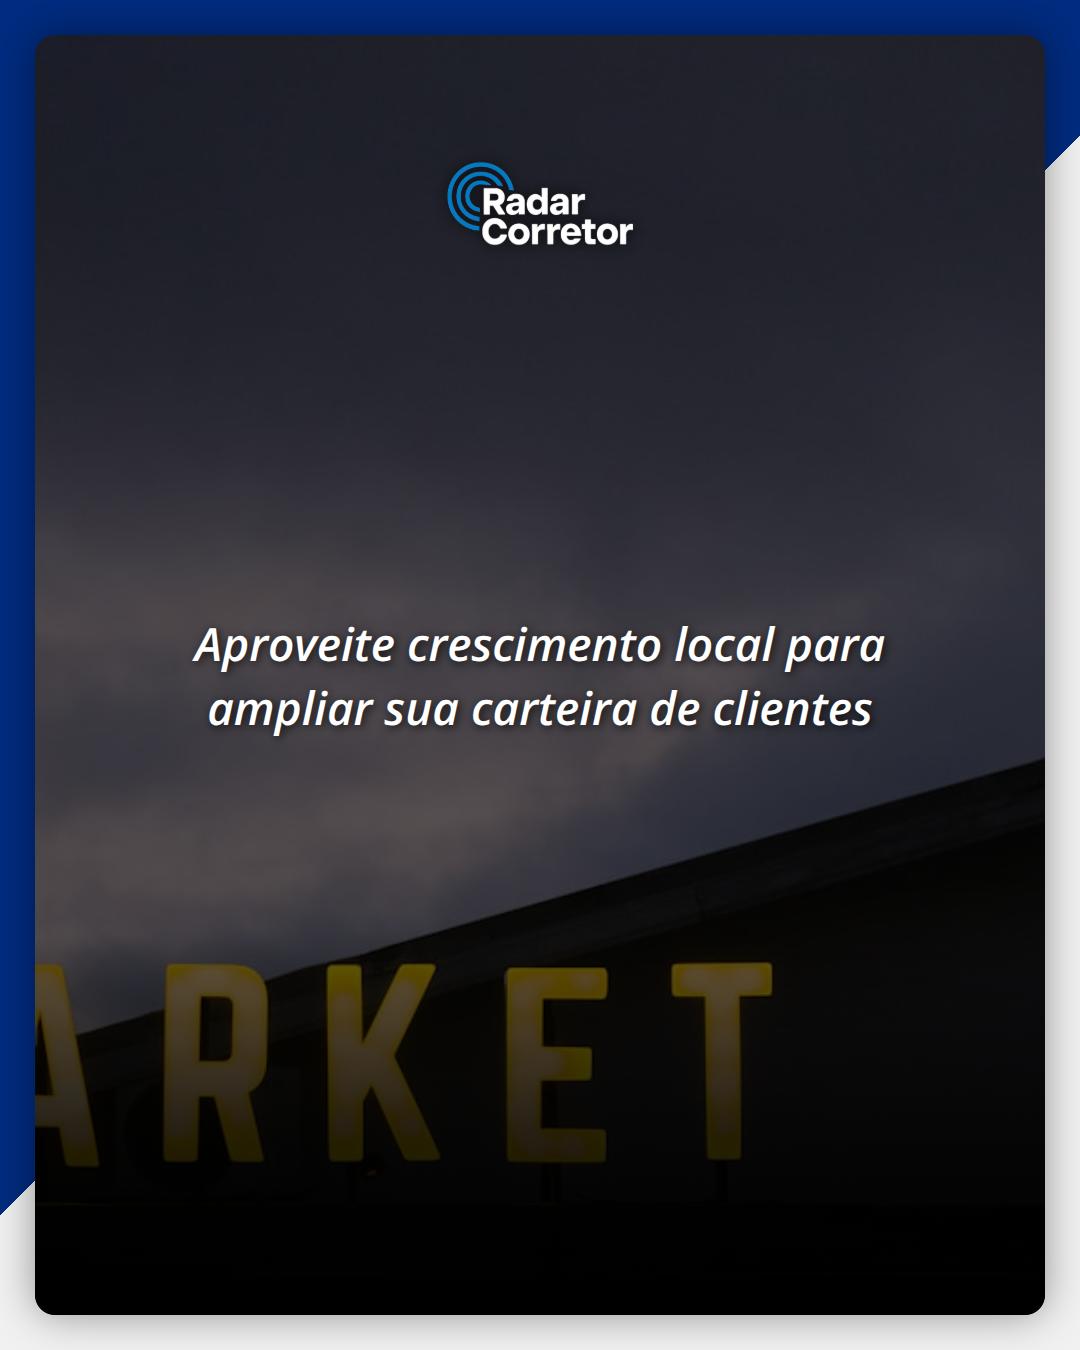 Radar
Corretor
Aproveite crescimento local para
ampliar sua carteira de clientes
ARKET